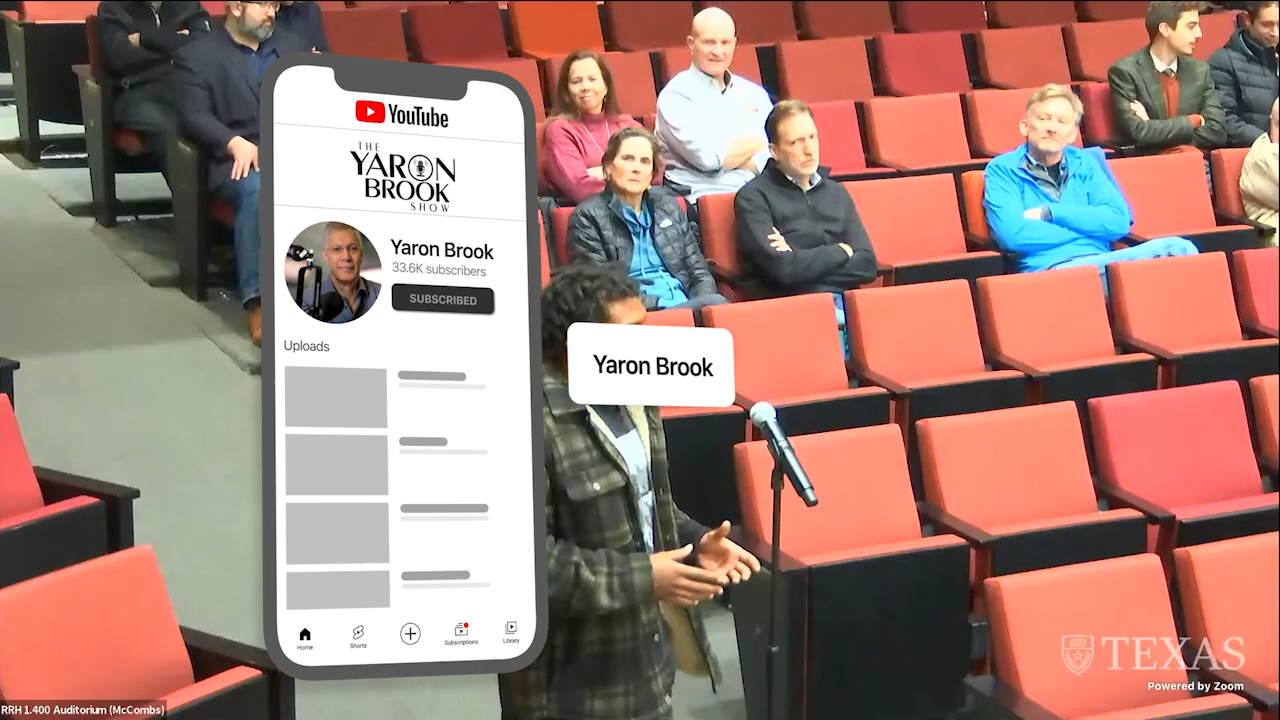 YouTube
THE
YARON
BROOK
SHOW
Yaron Brook
33.6K subscribers
SUBSCRIBED
Uploads
Home
Shorts
Subscriptions
Library
Yaron Brook
TEXAS
Powered by Zoom
RRH 1.400 Auditorium (McCombs)